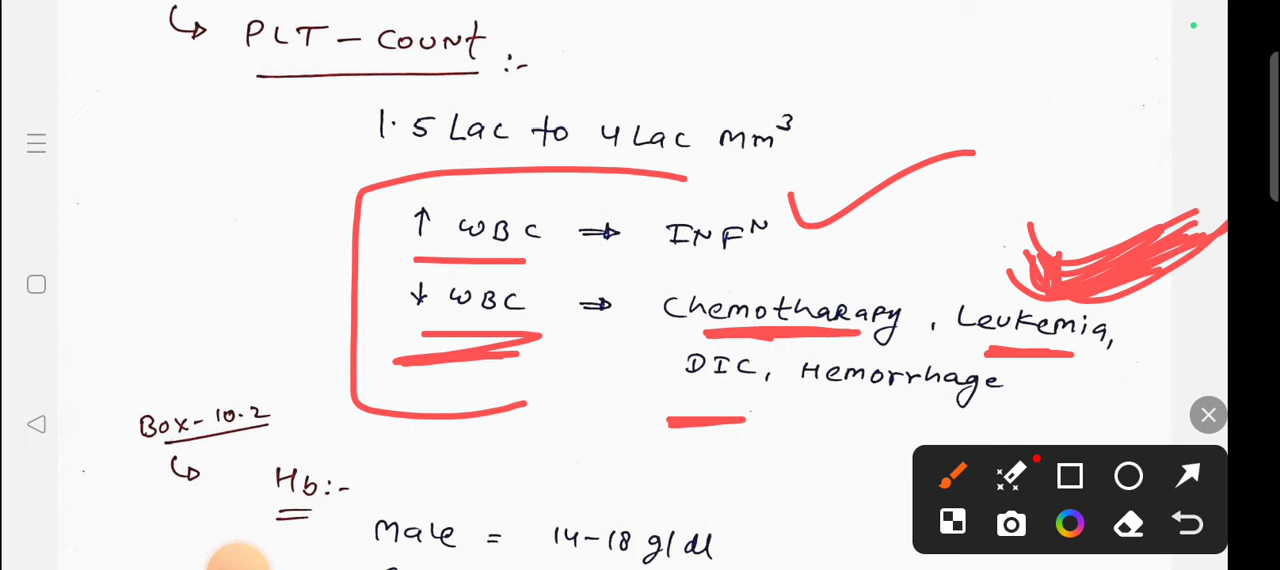 ↳ PLT - Count :-
1.5 Lac to 4 Lac mm³
↑ WBC ⇒ INFᴺ
↓ WBC ⇒ Chemotharapy, Leukemia,
DIC, Hemorrhage
Box - 10.2
↳ Hb :-
Male = 14-18 g/dl